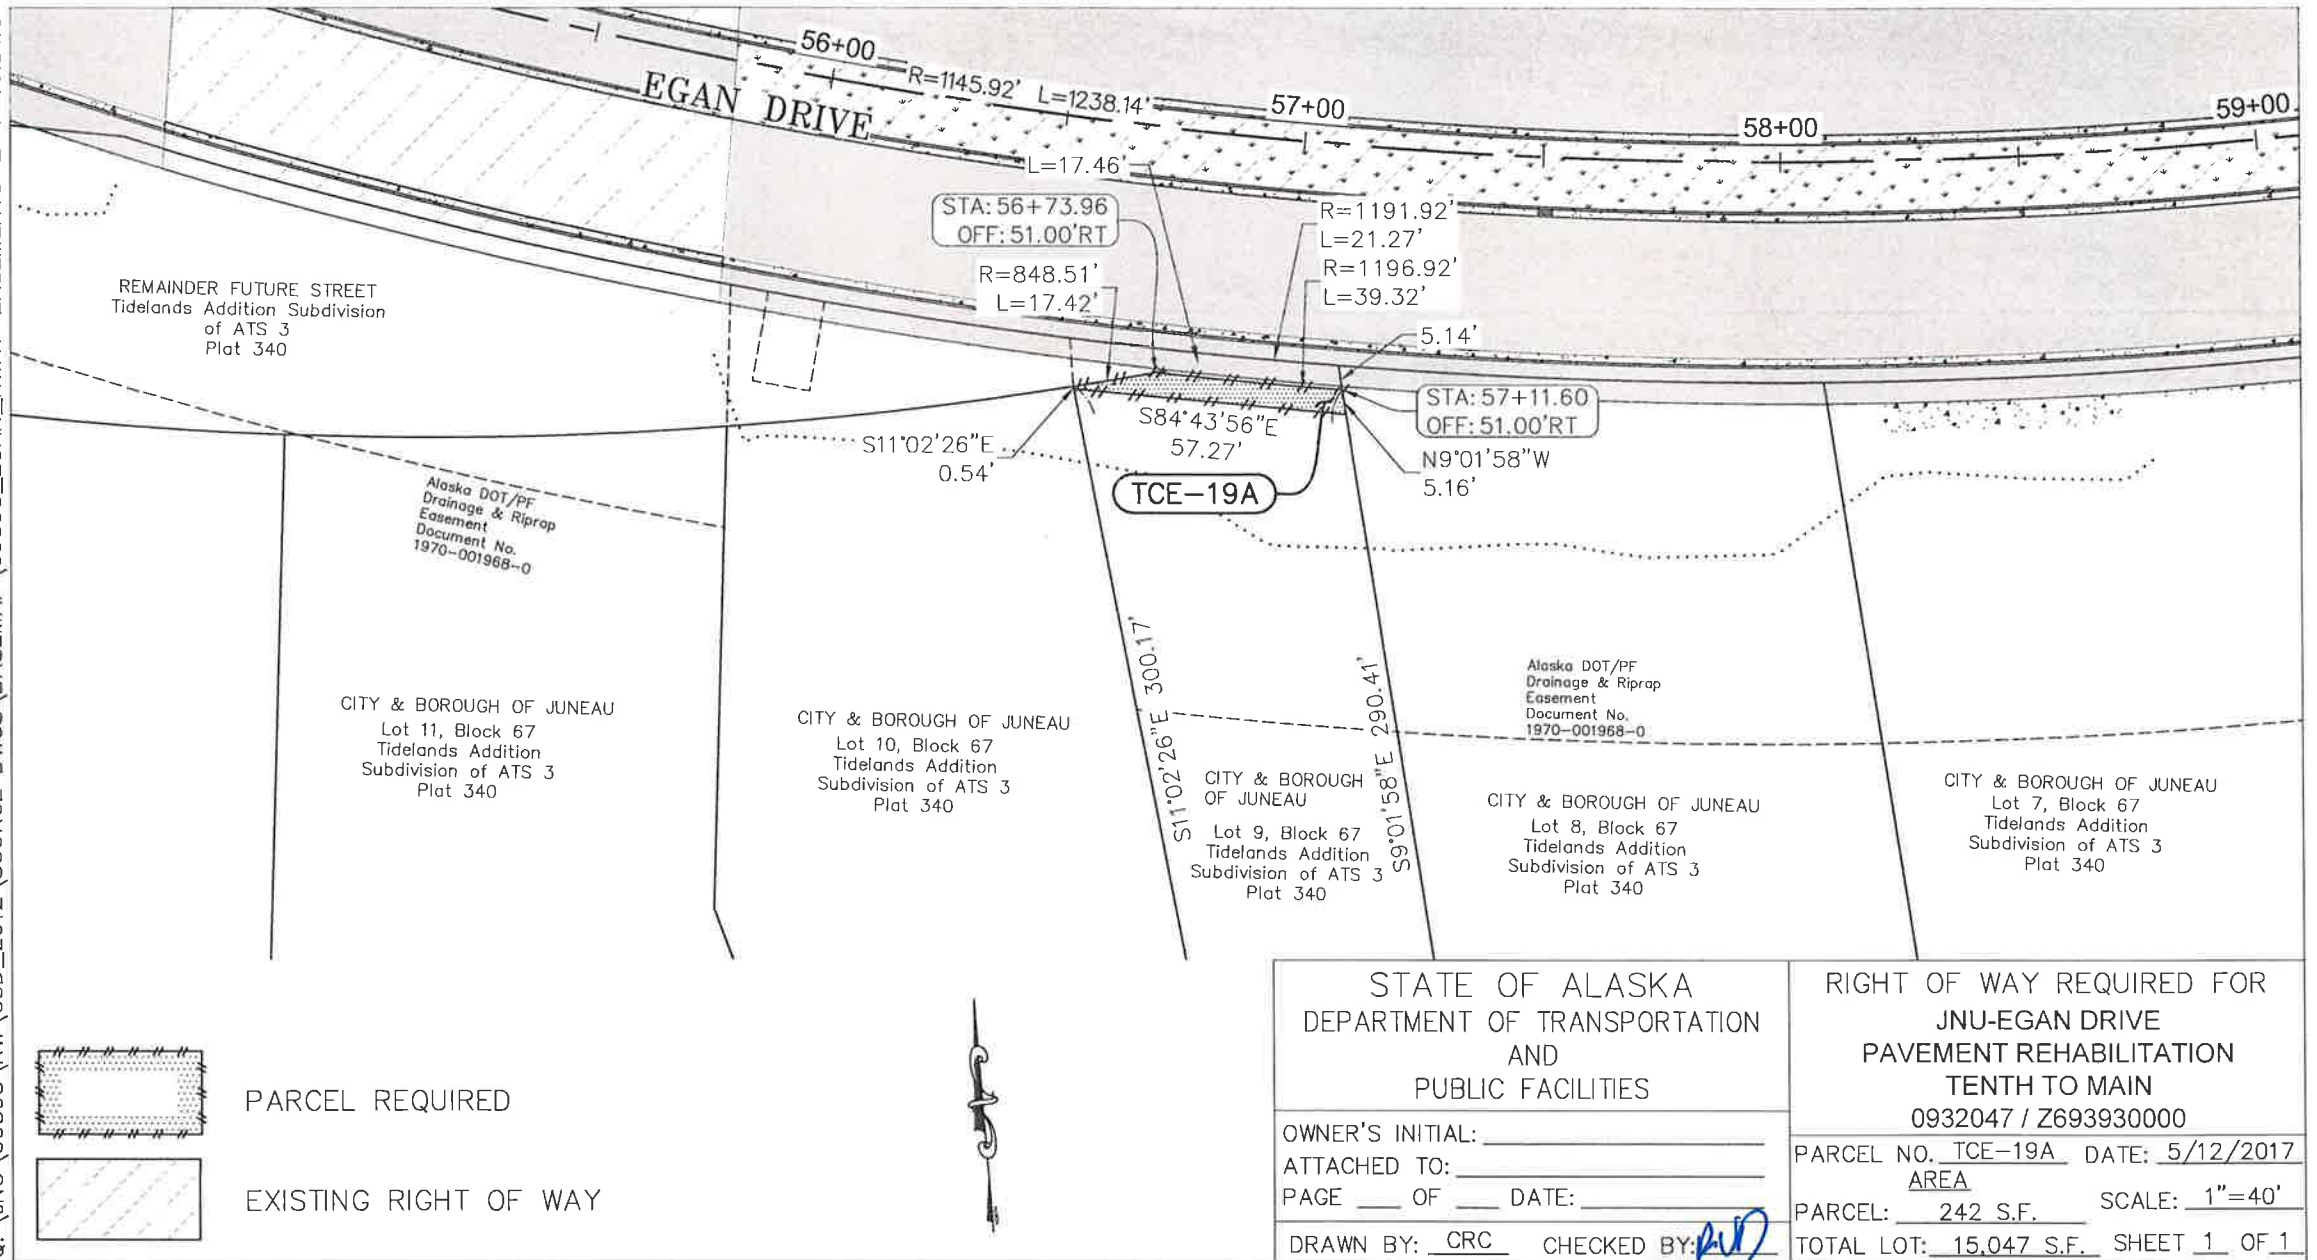 56+00
R=1145.92' L=1238.14'
57+00
58+00
59+00
EGAN DRIVE
L=17.46'
STA: 56+73.96
OFF: 51.00'RT
R=1191.92'
L=21.27'
R=848.51'
L=17.42'
R=1196.92'
L=39.32'
5.14'
REMAINDER FUTURE STREET
Tidelands Addition Subdivision
of ATS 3
Plat 340
STA: 57+11.60
OFF: 51.00'RT
S84°43'56"E
57.27'
S11°02'26"E
0.54'
N9°01'58"W
5.16'
TCE-19A
Alaska DOT/PF
Drainage & Riprap
Easement
Document No.
1970-001968-0
S11°02'26"E 300.17'
S9°01'58"E 290.41'
Alaska DOT/PF
Drainage & Riprap
Easement
Document No.
1970-001968-0
CITY & BOROUGH OF JUNEAU
Lot 11, Block 67
Tidelands Addition
Subdivision of ATS 3
Plat 340
CITY & BOROUGH OF JUNEAU
Lot 10, Block 67
Tidelands Addition
Subdivision of ATS 3
Plat 340
CITY & BOROUGH
OF JUNEAU
Lot 9, Block 67
Tidelands Addition
Subdivision of ATS 3
Plat 340
CITY & BOROUGH OF JUNEAU
Lot 8, Block 67
Tidelands Addition
Subdivision of ATS 3
Plat 340
CITY & BOROUGH OF JUNEAU
Lot 7, Block 67
Tidelands Addition
Subdivision of ATS 3
Plat 340
PARCEL REQUIRED
EXISTING RIGHT OF WAY
STATE OF ALASKA
DEPARTMENT OF TRANSPORTATION
AND
PUBLIC FACILITIES
OWNER'S INITIAL:
ATTACHED TO:
PAGE OF DATE:
DRAWN BY: CRC CHECKED BY:
RIGHT OF WAY REQUIRED FOR
JNU-EGAN DRIVE
PAVEMENT REHABILITATION
TENTH TO MAIN
0932047 / Z693930000
PARCEL NO. TCE-19A DATE: 5/12/2017
AREA
PARCEL: 242 S.F. SCALE: 1"=40'
TOTAL LOT: 15,047 S.F. SHEET 1 OF 1